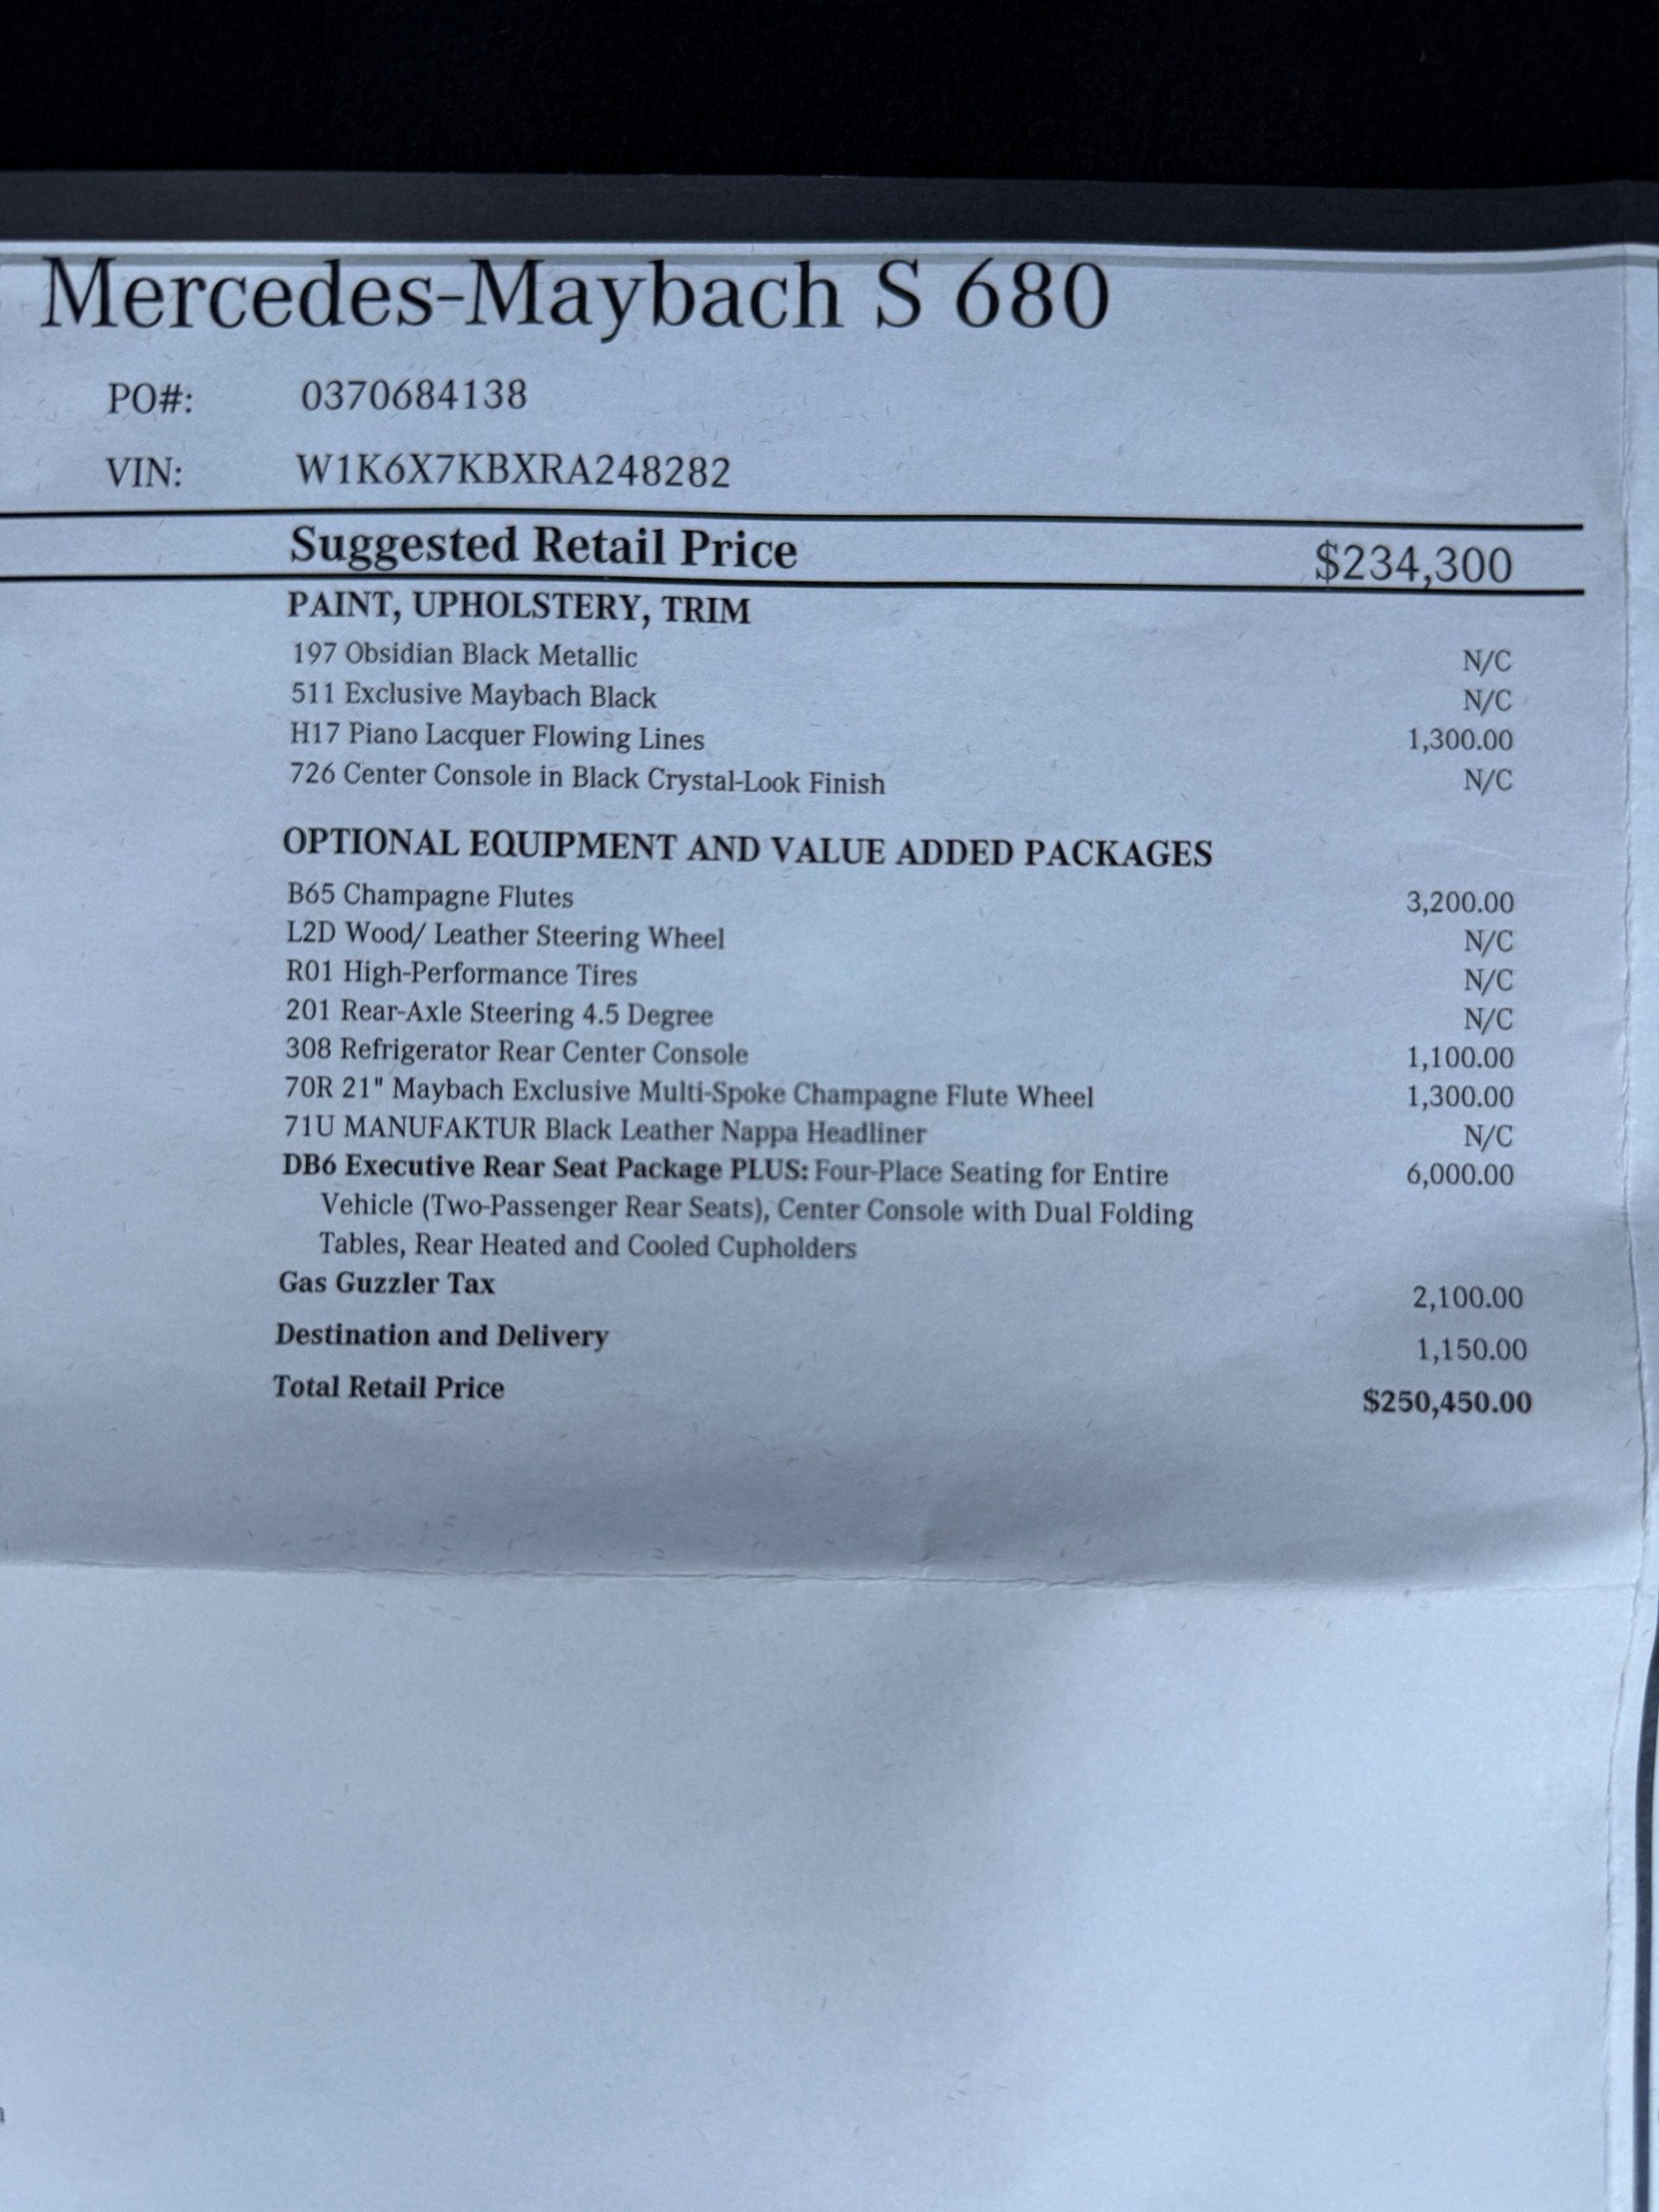 Mercedes-Maybach S 680
PO#: 0370684138
VIN: W1K6X7KBXRA248282
Suggested Retail Price $234,300
PAINT, UPHOLSTERY, TRIM
197 Obsidian Black Metallic N/C
511 Exclusive Maybach Black N/C
H17 Piano Lacquer Flowing Lines 1,300.00
726 Center Console in Black Crystal-Look Finish N/C
OPTIONAL EQUIPMENT AND VALUE ADDED PACKAGES
B65 Champagne Flutes 3,200.00
L2D Wood/ Leather Steering Wheel N/C
R01 High-Performance Tires N/C
201 Rear-Axle Steering 4.5 Degree N/C
308 Refrigerator Rear Center Console 1,100.00
70R 21" Maybach Exclusive Multi-Spoke Champagne Flute Wheel 1,300.00
71U MANUFAKTUR Black Leather Nappa Headliner N/C
DB6 Executive Rear Seat Package PLUS: Four-Place Seating for Entire 6,000.00
Vehicle (Two-Passenger Rear Seats), Center Console with Dual Folding
Tables, Rear Heated and Cooled Cupholders
Gas Guzzler Tax 2,100.00
Destination and Delivery 1,150.00
Total Retail Price $250,450.00